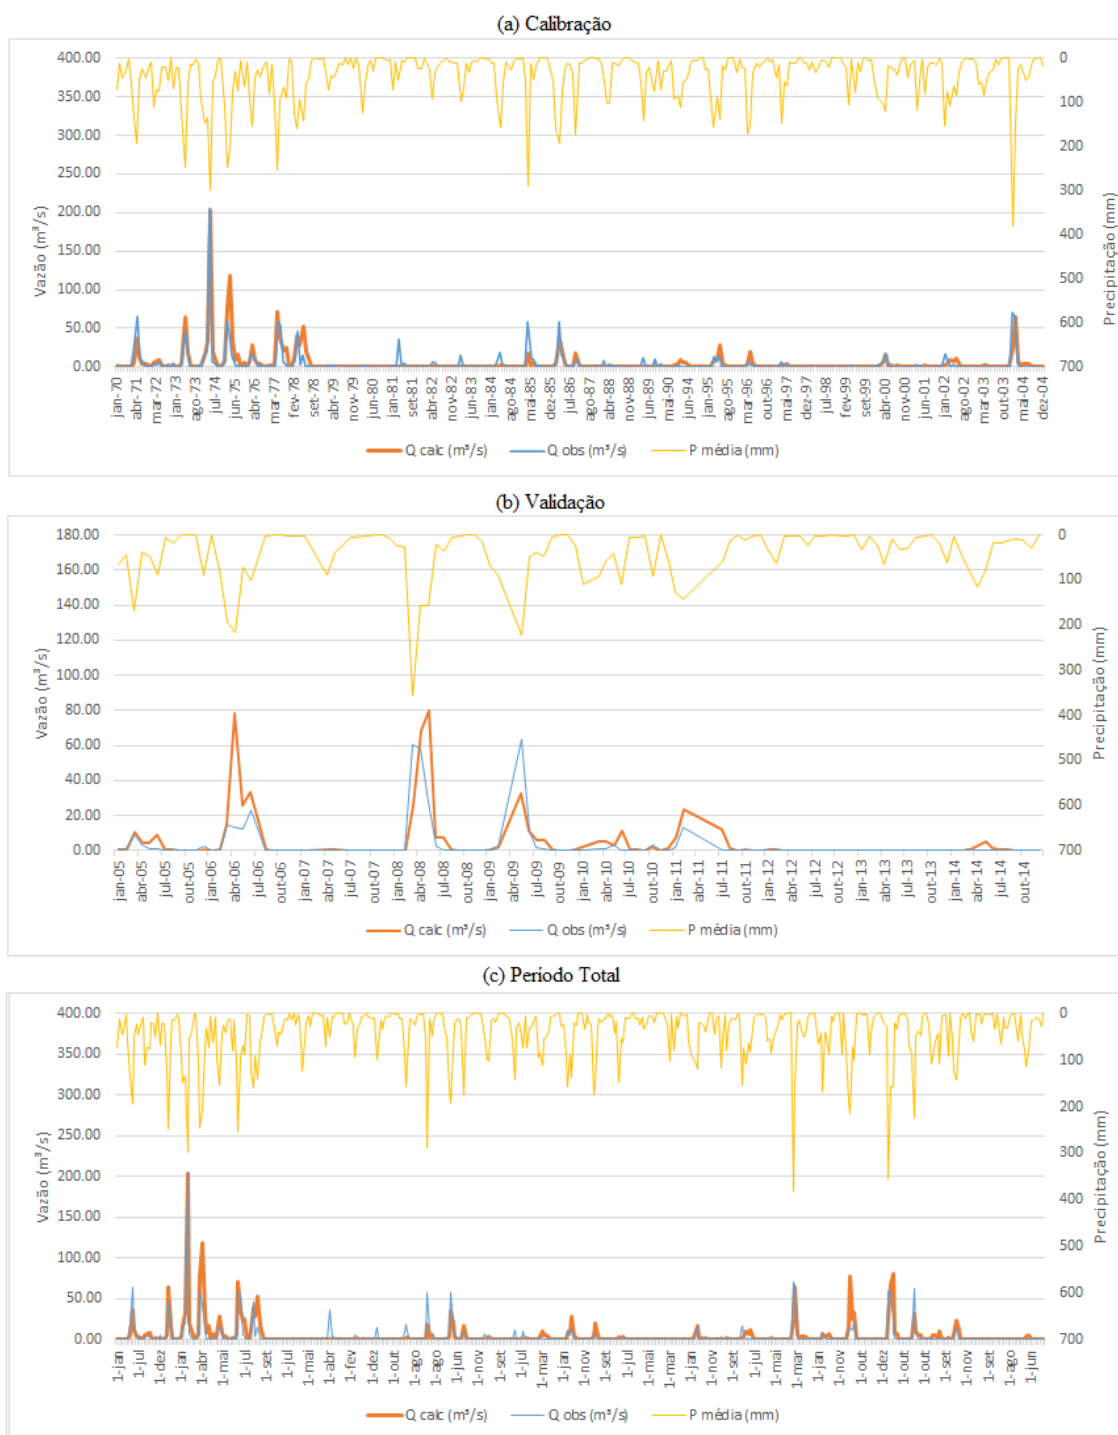 (a) Calibração
400.00
350.00
300.00
250.00
200.00
150.00
100.00
50.00
0.00
Vazão (m³/s)
0
100
200
300
400
500
600
700
Precipitação (mm)
jan-70
abr-71
mar-72
jan-73
ago-73
jul-74
jun-75
abr-76
mar-77
fev-78
set-78
abr-79
nov-79
jun-80
jan-81
set-81
abr-82
nov-82
jun-83
jan-84
ago-84
mai-85
dez-85
jul-86
ago-87
abr-88
nov-88
jun-89
mai-90
jun-94
jan-95
ago-95
mar-96
out-96
mai-97
dez-97
jul-98
fev-99
set-99
abr-00
nov-00
jun-01
jan-02
ago-02
mar-03
out-03
mai-04
dez-04
Q calc (m³/s) Q obs (m³/s) P média (mm)
(b) Validação
180.00
160.00
140.00
120.00
100.00
80.00
60.00
40.00
20.00
0.00
Vazão (m³/s)
0
100
200
300
400
500
600
700
Precipitação (mm)
jan-05
abr-05
jul-05
out-05
jan-06
abr-06
jul-06
out-06
jan-07
abr-07
jul-07
out-07
jan-08
abr-08
jul-08
out-08
jan-09
abr-09
jul-09
out-09
jan-10
abr-10
jul-10
out-10
jan-11
abr-11
jul-11
out-11
jan-12
abr-12
jul-12
out-12
jan-13
abr-13
jul-13
out-13
jan-14
abr-14
jul-14
out-14
Q calc (m³/s) Q obs (m³/s) P média (mm)
(c) Período Total
400.00
350.00
300.00
250.00
200.00
150.00
100.00
50.00
0.00
Vazão (m³/s)
0
100
200
300
400
500
600
700
Precipitação (mm)
1-jan
1-jul
1-dez
1-jan
1-abr
1-mai
1-jun
1-set
1-jul
1-mai
1-abr
1-fev
1-dez
1-out
1-ago
1-ago
1-jun
1-nov
1-set
1-jul
1-mar
1-jan
1-nov
1-set
1-out
1-mai
1-jan
1-out
1-nov
1-set
1-jul
1-mai
1-mar
1-jan
1-nov
1-out
1-dez
1-out
1-jun
1-abr
1-nov
1-set
1-ago
1-jun
Q calc (m³/s) Q obs (m³/s) P média (mm)